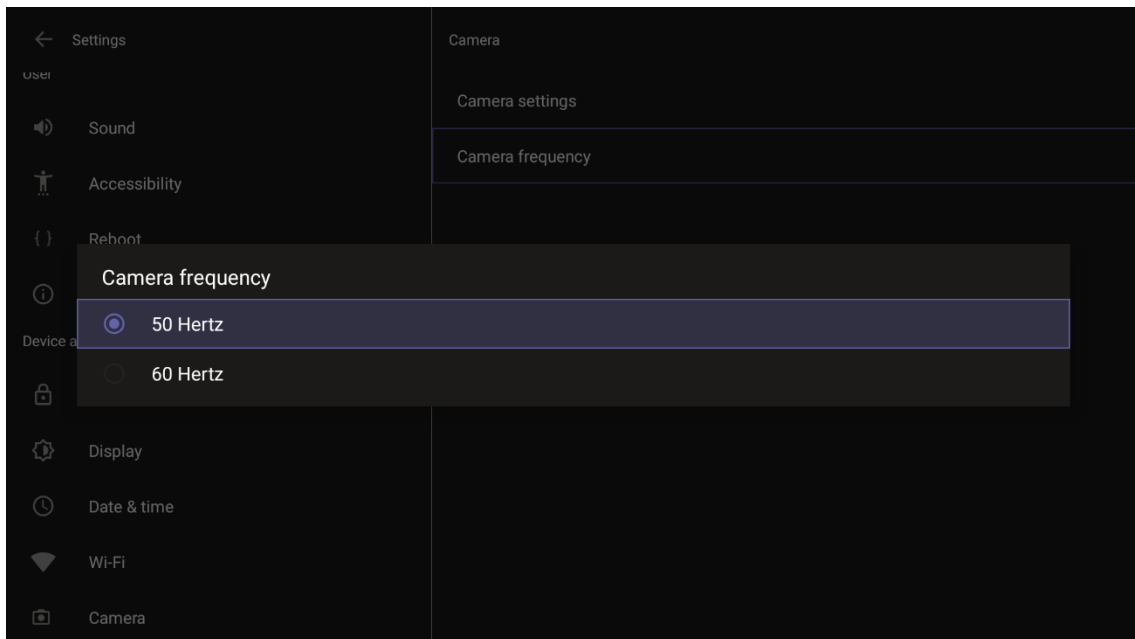 Settings
User
Sound
Accessibility
Reboot
Device a
Display
Date & time
Wi-Fi
Camera
Camera
Camera settings
Camera frequency
Camera frequency
50 Hertz
60 Hertz